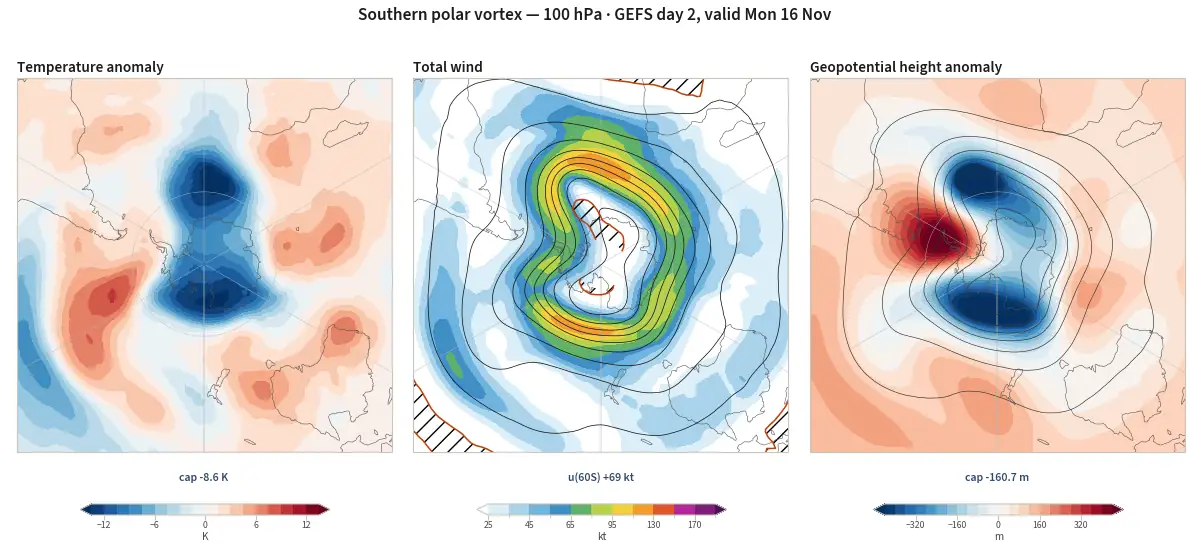 Southern polar vortex — 100 hPa · GEFS day 2, valid Mon 16 Nov
Temperature anomaly
Total wind
Geopotential height anomaly
cap -8.6 K
u(60S) +69 kt
cap -160.7 m
−12 −6 0 6 12
K
25 45 65 95 130 170
kt
−320 −160 0 160 320
m